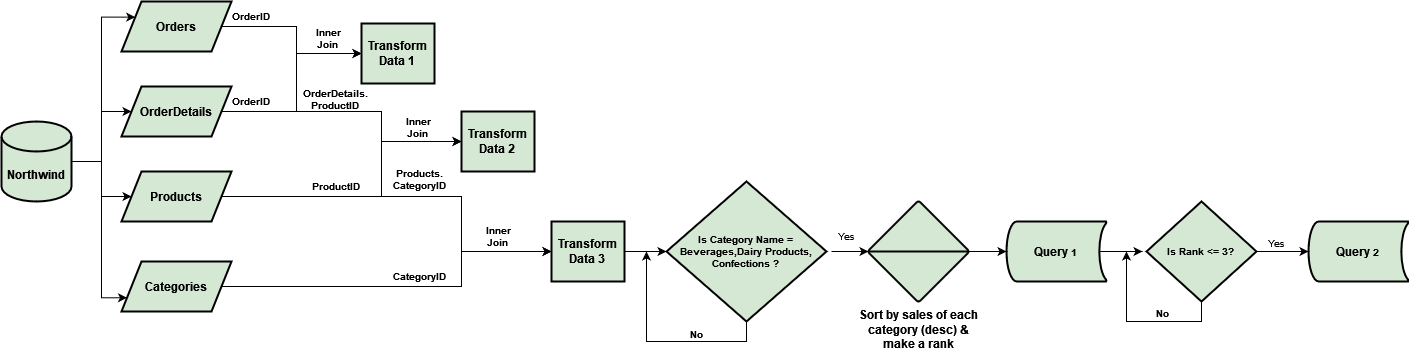 Orders
OrderID
Inner
Join
Transform
Data 1
OrderDetails
OrderID
OrderDetails.
ProductID
Inner
Join
Transform
Data 2
Northwind
Products
ProductID
Products.
CategoryID
Inner
Join
Transform
Data 3
Categories
CategoryID
Is Category Name =
Beverages,Dairy Products,
Confections ?
Yes
No
Sort by sales of each
category (desc) &
make a rank
Query 1
Is Rank <= 3?
Yes
No
Query 2